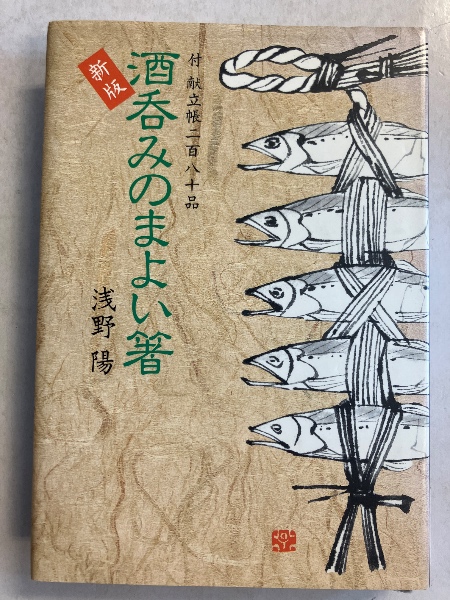 付 献立帳二百八十品
新版
酒呑みのまよい箸
浅野 陽